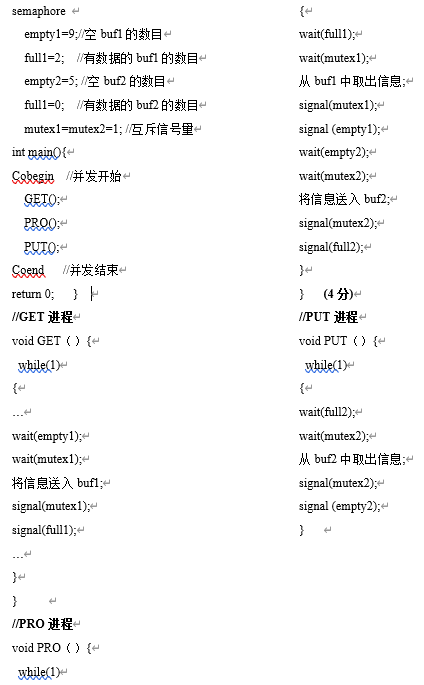 semaphore
empty1=9;//空 buf1 的数目
full1=2; //有数据的 buf1 的数目
empty2=5; //空 buf2 的数目
full1=0; //有数据的 buf2 的数目
mutex1=mutex2=1; //互斥信号量
int main(){
Cobegin //并发开始
GET();
PRO();
PUT();
Coend //并发结束
return 0; }
//GET 进程
void GET（）{
while(1)
{
…
wait(empty1);
wait(mutex1);
将信息送入 buf1;
signal(mutex1);
signal(full1);
…
}
}
//PRO 进程
void PRO（）{
while(1)
{
wait(full1);
wait(mutex1);
从 buf1 中取出信息;
signal(mutex1);
signal (empty1);
wait(empty2);
wait(mutex2);
将信息送入 buf2;
signal(mutex2);
signal(full2);
}
} (4 分)
//PUT 进程
void PUT（）{
while(1)
{
wait(full2);
wait(mutex2);
从 buf2 中取出信息;
signal(mutex2);
signal (empty2);
}